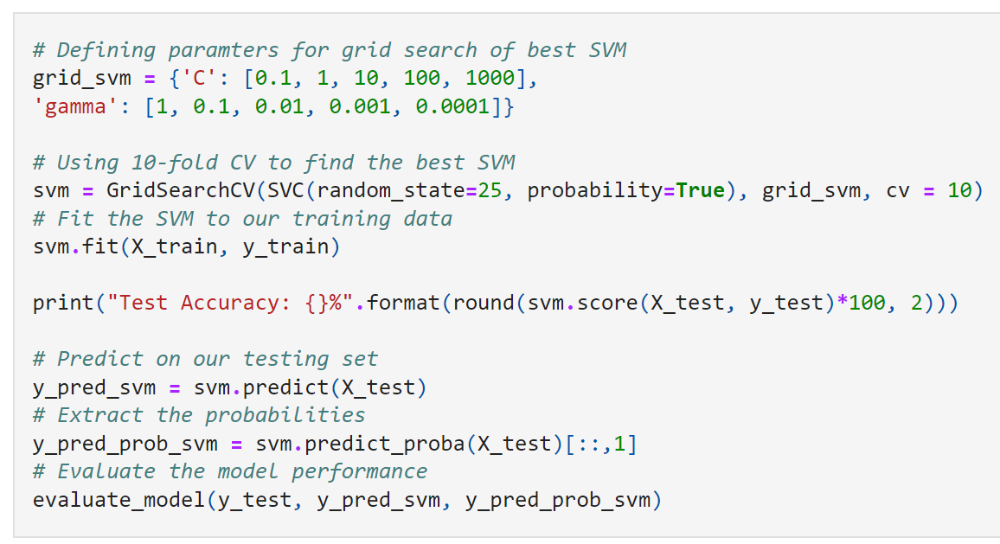 # Defining paramters for grid search of best SVM
grid_svm = {'C': [0.1, 1, 10, 100, 1000],
'gamma': [1, 0.1, 0.01, 0.001, 0.0001]}
# Using 10-fold CV to find the best SVM
svm = GridSearchCV(SVC(random_state=25, probability=True), grid_svm, cv = 10)
# Fit the SVM to our training data
svm.fit(X_train, y_train)
print("Test Accuracy: {}%".format(round(svm.score(X_test, y_test)*100, 2)))
# Predict on our testing set
y_pred_svm = svm.predict(X_test)
# Extract the probabilities
y_pred_prob_svm = svm.predict_proba(X_test)[::,1]
# Evaluate the model performance
evaluate_model(y_test, y_pred_svm, y_pred_prob_svm)